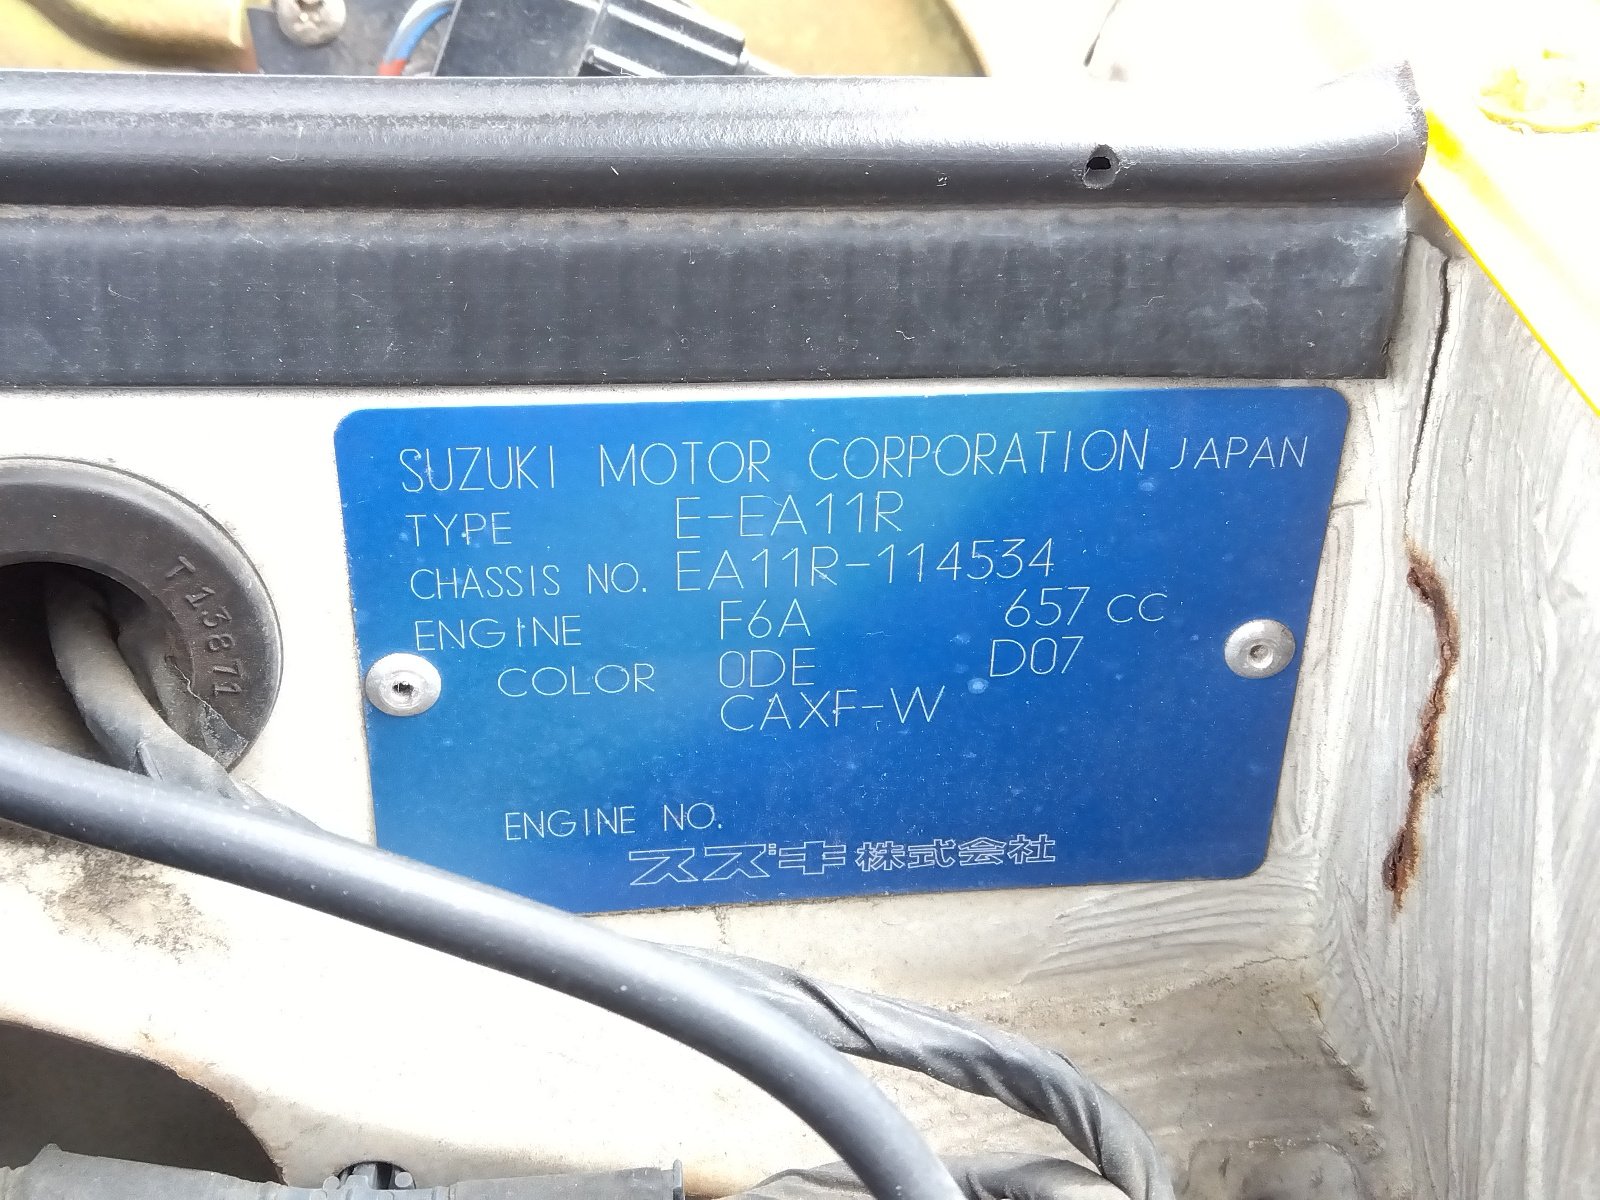 SUZUKI MOTOR CORPORATION JAPAN
TYPE E-EA11R
CHASSIS NO. EA11R-114534
ENGINE F6A 657 CC
COLOR 0DE D07
CAXF-W
ENGINE NO.
スズキ株式会社
T13871